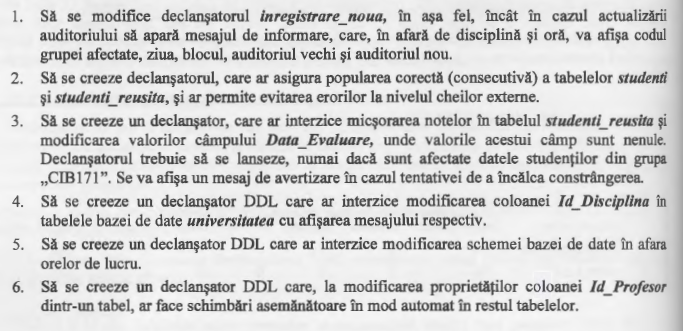 1. Să se modifice declanşatorul inregistrare_noua, în aşa fel, încât în cazul actualizării
auditoriului să apară mesajul de informare, care, în afară de disciplină şi oră, va afişa codul
grupei afectate, ziua, blocul, auditoriul vechi şi auditoriul nou.
2. Să se creeze declanşatorul, care ar asigura popularea corectă (consecutivă) a tabelelor studenti
şi studenti_reusita, şi ar permite evitarea erorilor la nivelul cheilor externe.
3. Să se creeze un declanşator, care ar interzice micşorarea notelor în tabelul studenti_reusita şi
modificarea valorilor câmpului Data_Evaluare, unde valorile acestui câmp sunt nenule.
Declanşatorul trebuie să se lanseze, numai dacă sunt afectate datele studenţilor din grupa
„CIB171”. Se va afişa un mesaj de avertizare în cazul tentativei de a încălca constrângerea.
4. Să se creeze un declanşator DDL care ar interzice modificarea coloanei Id_Disciplina în
tabelele bazei de date universitatea cu afişarea mesajului respectiv.
5. Să se creeze un declanşator DDL care ar interzice modificarea schemei bazei de date în afara
orelor de lucru.
6. Să se creeze un declanşator DDL care, la modificarea proprietăţilor coloanei Id_Profesor
dintr-un tabel, ar face schimbări asemănătoare în mod automat în restul tabelelor.